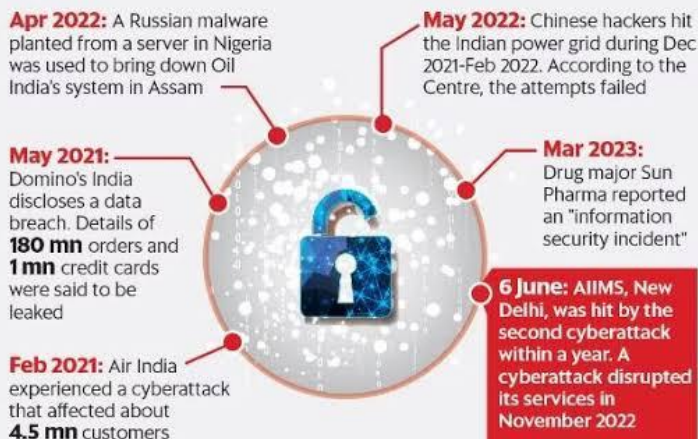 Apr 2022: A Russian malware
planted from a server in Nigeria
was used to bring down Oil
India's system in Assam
May 2022: Chinese hackers hit
the Indian power grid during Dec
2021-Feb 2022. According to the
Centre, the attempts failed
May 2021:
Domino's India
discloses a data
breach. Details of
180 mn orders and
1 mn credit cards
were said to be
leaked
Mar 2023:
Drug major Sun
Pharma reported
an "information
security incident"
Feb 2021: Air India
experienced a cyberattack
that affected about
4.5 mn customers
6 June: AIIMS, New
Delhi, was hit by the
second cyberattack
within a year. A
cyberattack disrupted
its services in
November 2022